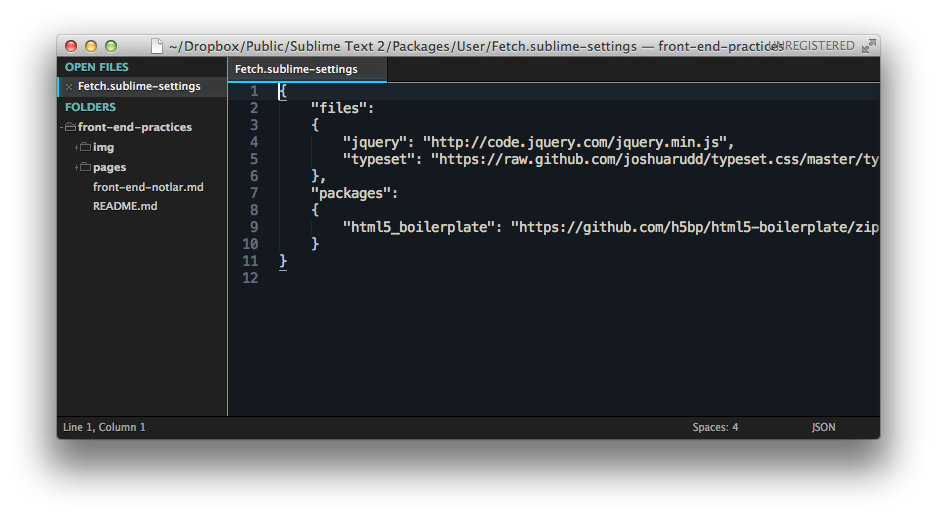 ~/Dropbox/Public/Sublime Text 2/Packages/User/Fetch.sublime-settings — front-end-practices
UNREGISTERED
OPEN FILES
Fetch.sublime-settings
FOLDERS
front-end-practices
img
pages
front-end-notlar.md
README.md
Fetch.sublime-settings
1 {
2 "files":
3 {
4 "jquery": "http://code.jquery.com/jquery.min.js",
5 "typeset": "https://raw.github.com/joshuarudd/typeset.css/master/ty
6 },
7 "packages":
8 {
9 "html5_boilerplate": "https://github.com/h5bp/html5-boilerplate/zip
10 }
11 }
12
Line 1, Column 1
Spaces: 4
JSON